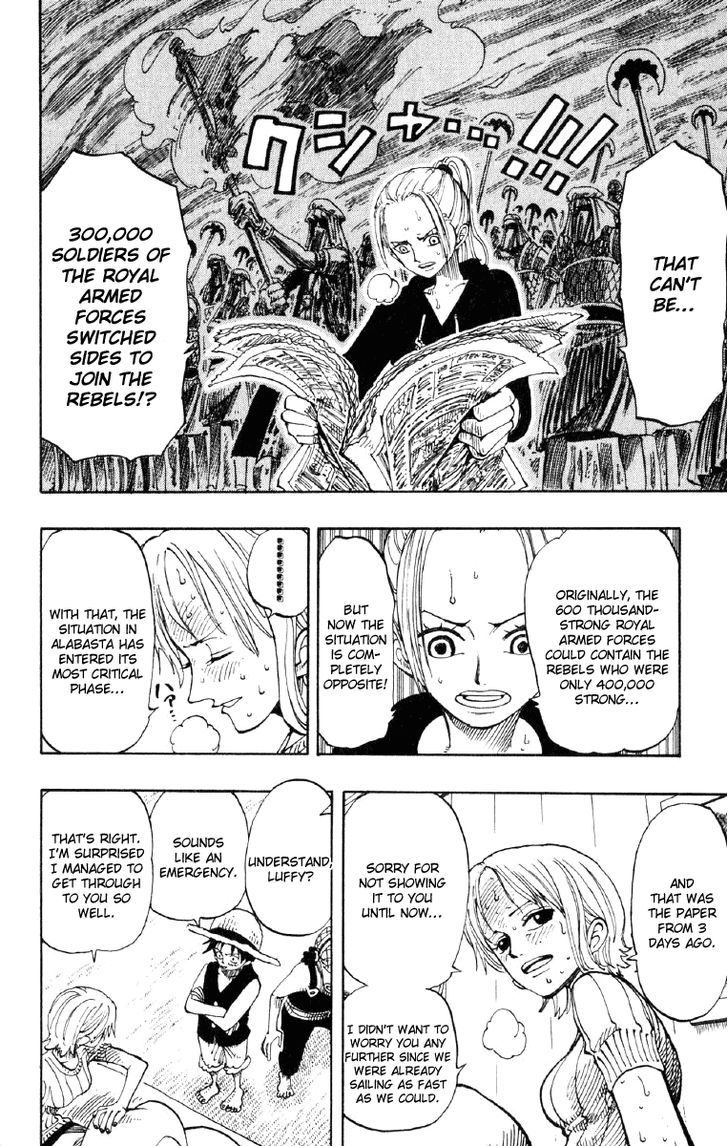 クシャ...!!!
THAT
CAN'T
BE...
300,000
SOLDIERS
OF THE
ROYAL
ARMED
FORCES
SWITCHED
SIDES TO
JOIN THE
REBELS!?
ORIGINALLY, THE
600 THOUSAND-
STRONG ROYAL
ARMED FORCES
COULD CONTAIN
THE REBELS
WHO WERE
ONLY 400,000
STRONG...
BUT
NOW THE
SITUATION
IS COM-
PLETELY
OPPOSITE!
..........
WITH THAT, THE
SITUATION IN
ALABASTA HAS
ENTERED ITS
MOST CRITICAL
PHASE...
ハァ
AND
THAT WAS
THE PAPER
FROM 3
DAYS AGO.
SORRY FOR
NOT SHOWING
IT TO YOU
UNTIL NOW...
I DIDN'T WANT TO
WORRY YOU ANY
FURTHER SINCE WE
WERE ALREADY
SAILING AS FAST
AS WE COULD.
UNDERSTAND,
LUFFY?
SOUNDS
LIKE AN
EMERGENCY.
THAT'S RIGHT.
I'M SURPRISED
I MANAGED TO
GET THROUGH
TO YOU SO
WELL.